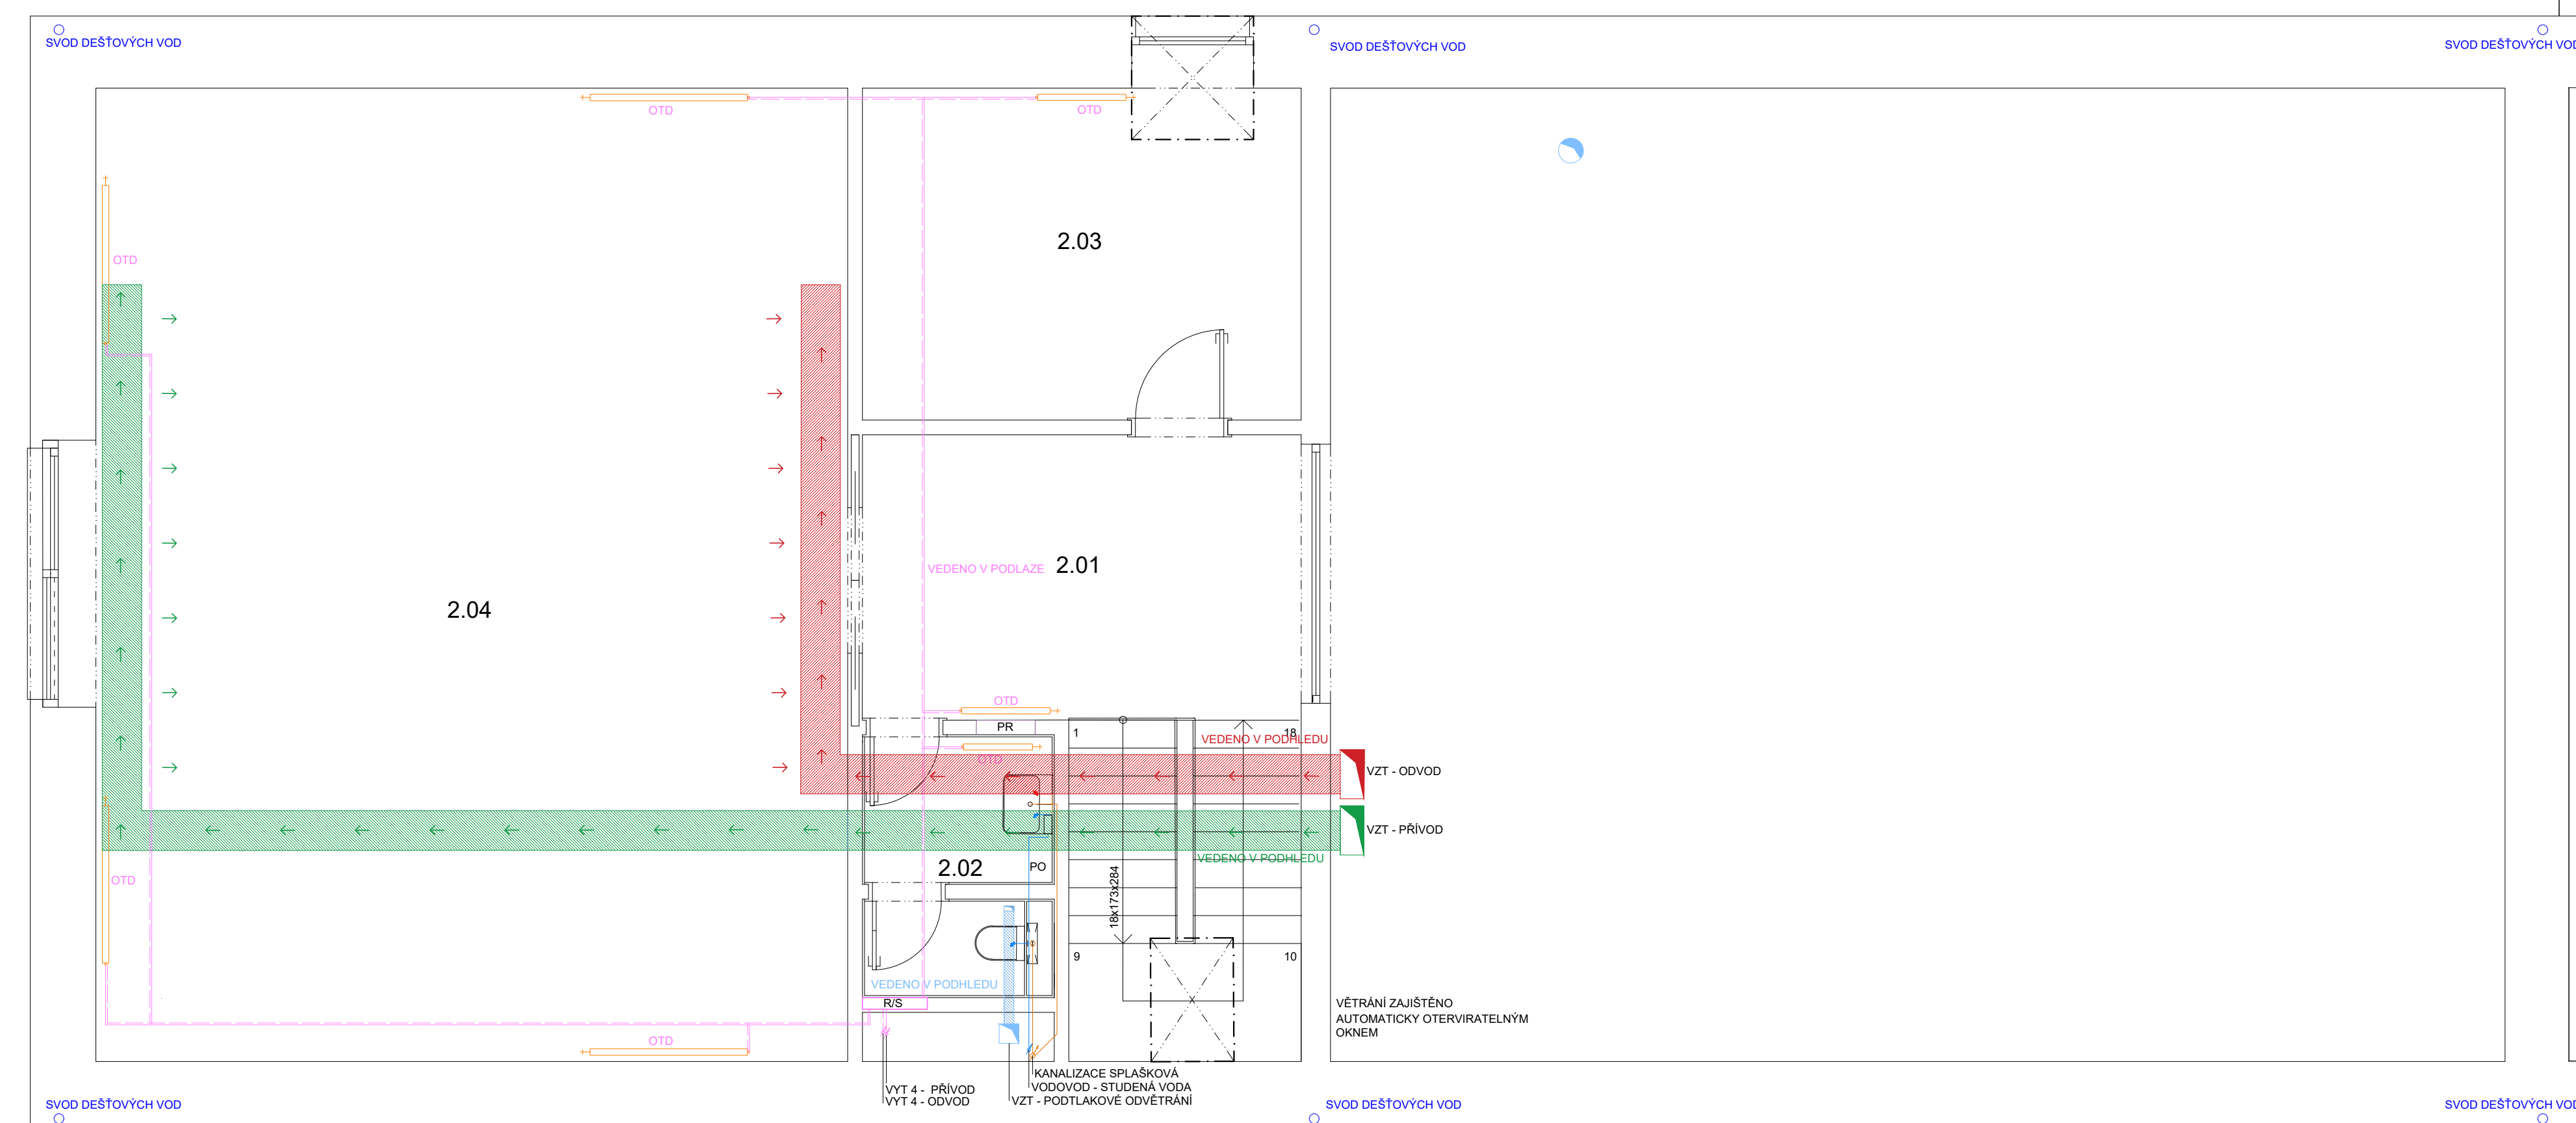 SVOD DEŠŤOVÝCH VOD
SVOD DEŠŤOVÝCH VOD
SVOD DEŠŤOVÝCH VOD
OTD
OTD
2.03
OTD
2.01
VEDENO V PODLAZE
2.04
OTD
PR
1
18
VEDENO V PODHLEDU
OTD
VZT - ODVOD
VZT - PŘÍVOD
VEDENO V PODHLEDU
2.02
PO
OTD
18x173x284
9
10
VEDENO V PODHLEDU
R/S
VĚTRÁNÍ ZAJIŠTĚNO
AUTOMATICKY OTERVIRATELNÝM
OKNEM
OTD
KANALIZACE SPLAŠKOVÁ
VODOVOD - STUDENÁ VODA
VYT 4 - PŘÍVOD
VYT 4 - ODVOD
VZT - PODTLAKOVÉ ODVĚTRÁNÍ
SVOD DEŠŤOVÝCH VOD
SVOD DEŠŤOVÝCH VOD
SVOD DEŠŤOVÝCH VOD